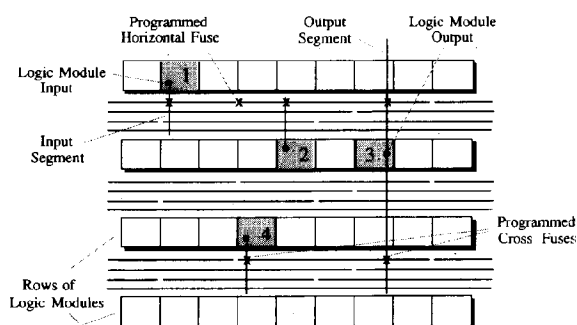 Programmed
Horizontal Fuse
Output
Segment
Logic Module
Output
Logic Module
Input
1
Input
Segment
2
3
4
Programmed
Cross Fuses
Rows of
Logic Modules